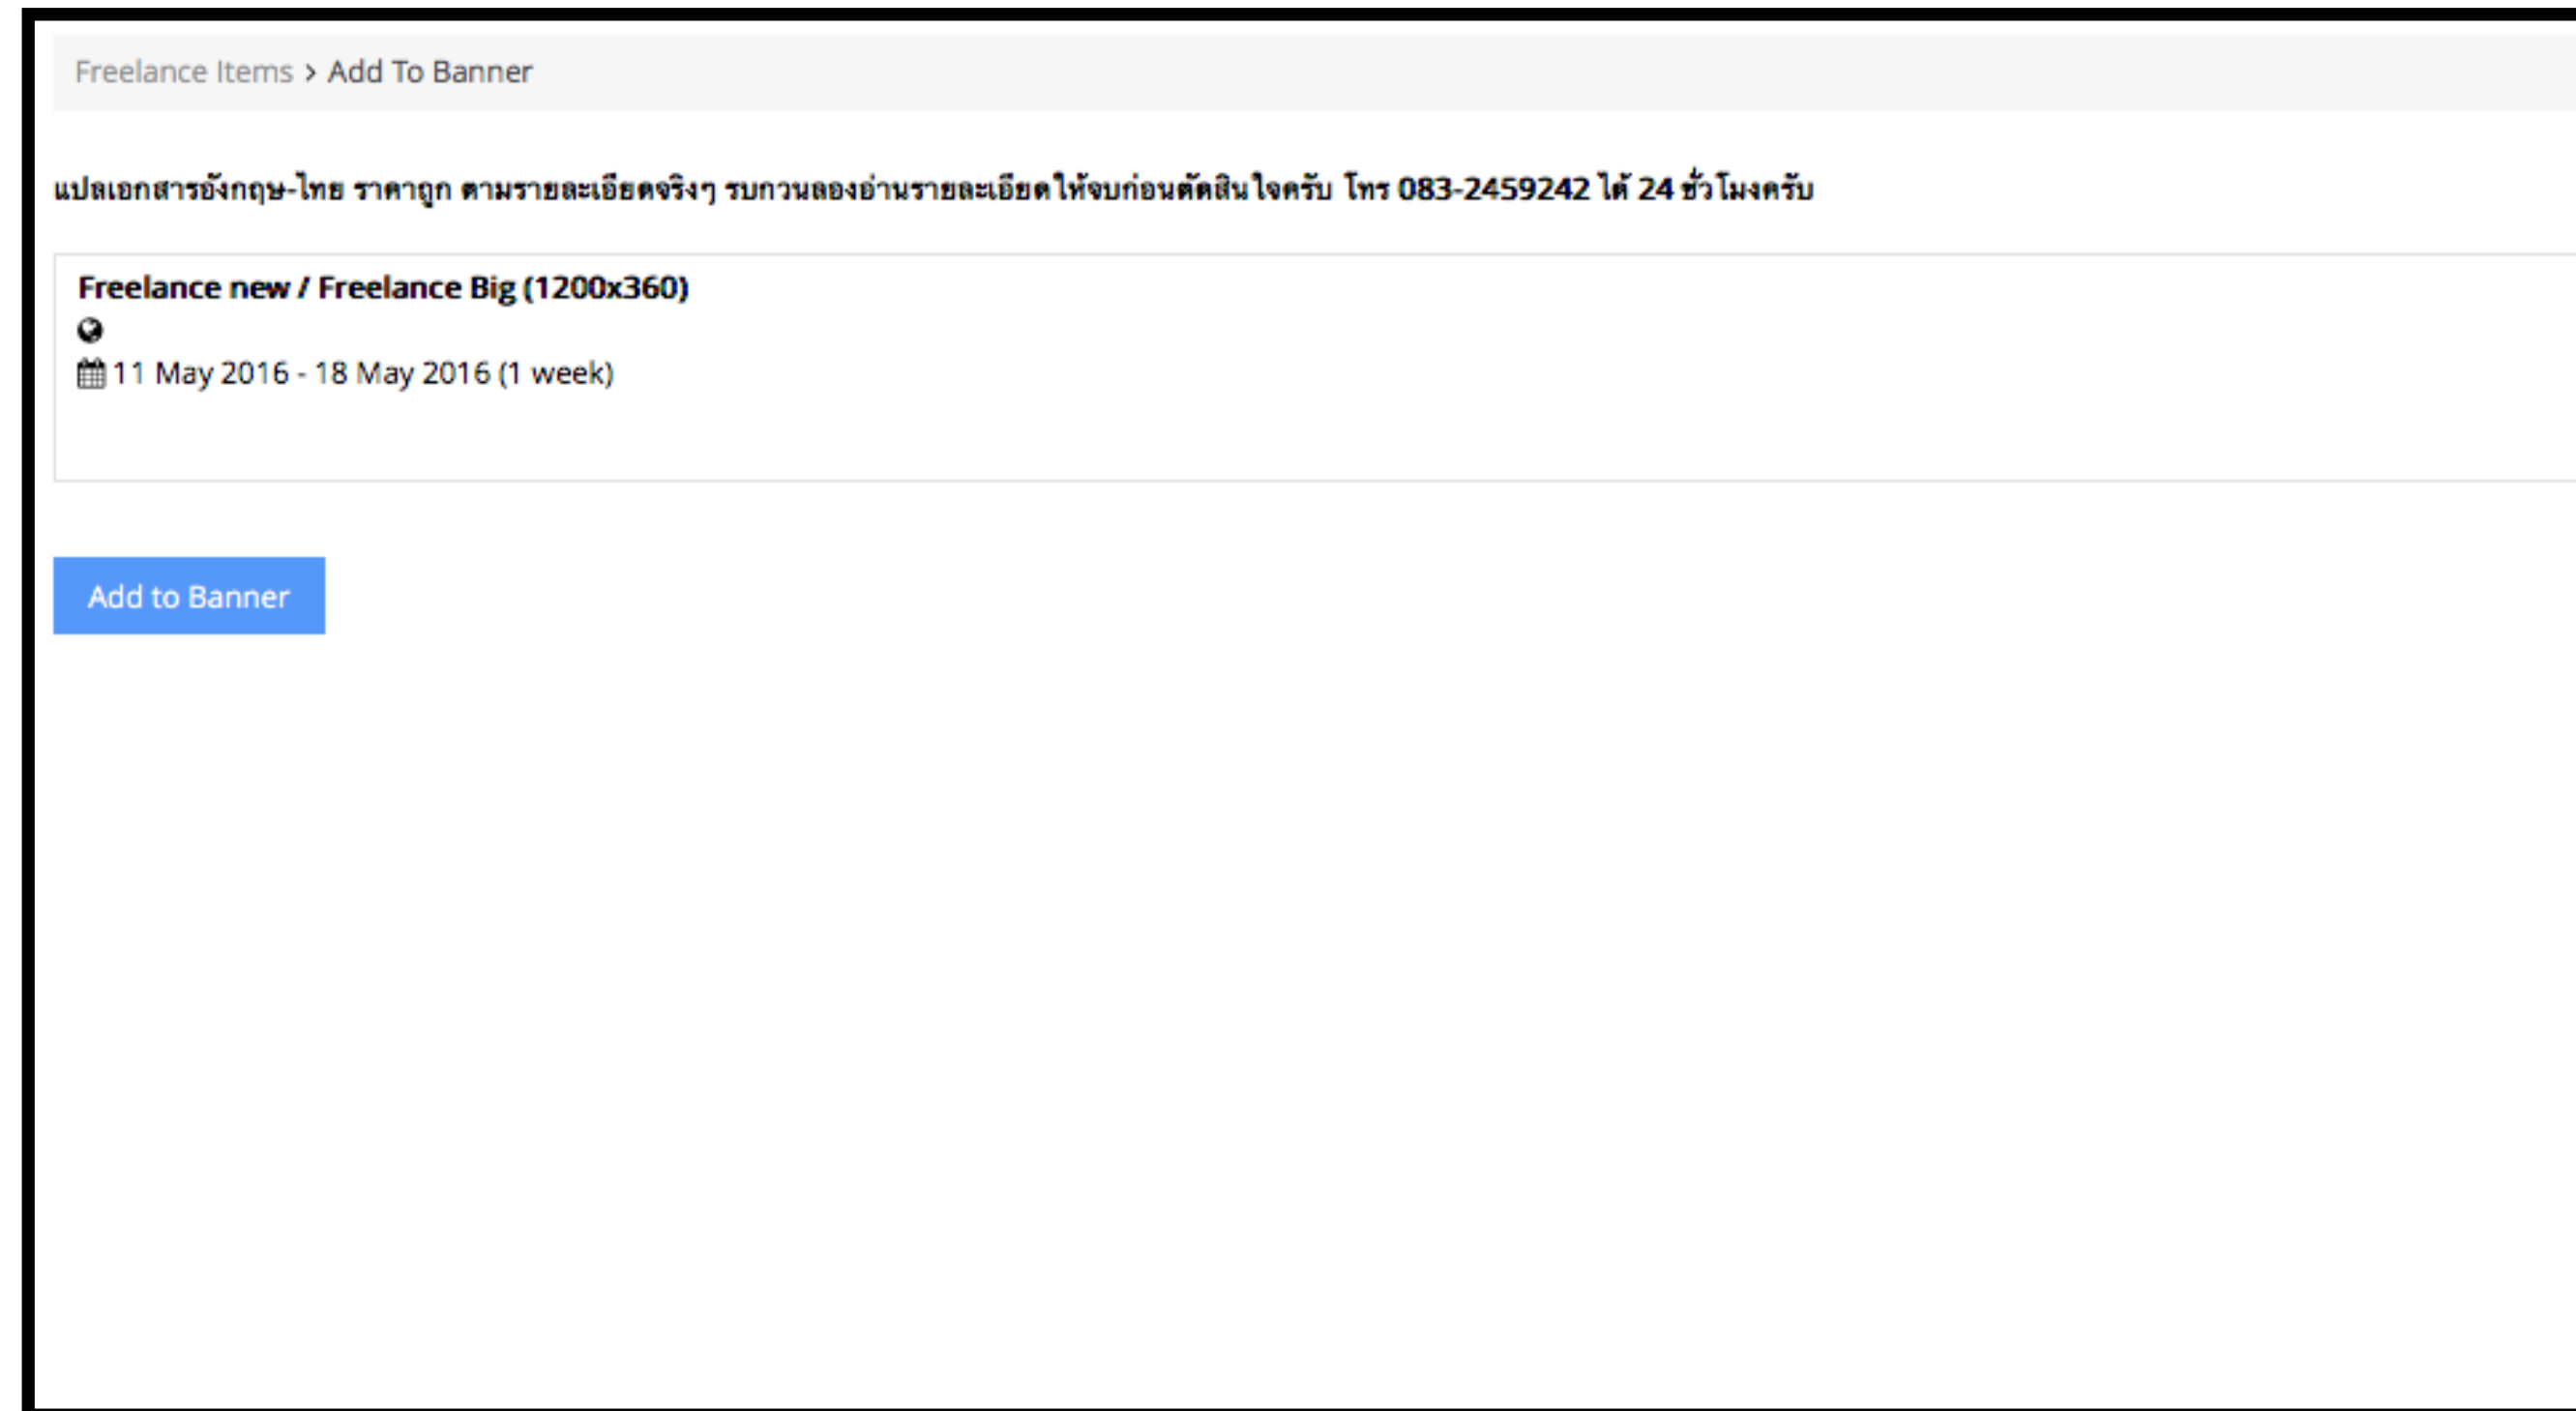 Freelance Items > Add To Banner
แปลเอกสารอังกฤษ-ไทย ราคาถูก ตามรายละเอียดจริงๆ รบกวนลองอ่านรายละเอียดให้จบก่อนตัดสินใจครับ โทร 083-2459242 ได้ 24 ชั่วโมงครับ
Freelance new / Freelance Big (1200x360)
11 May 2016 - 18 May 2016 (1 week)
Add to Banner